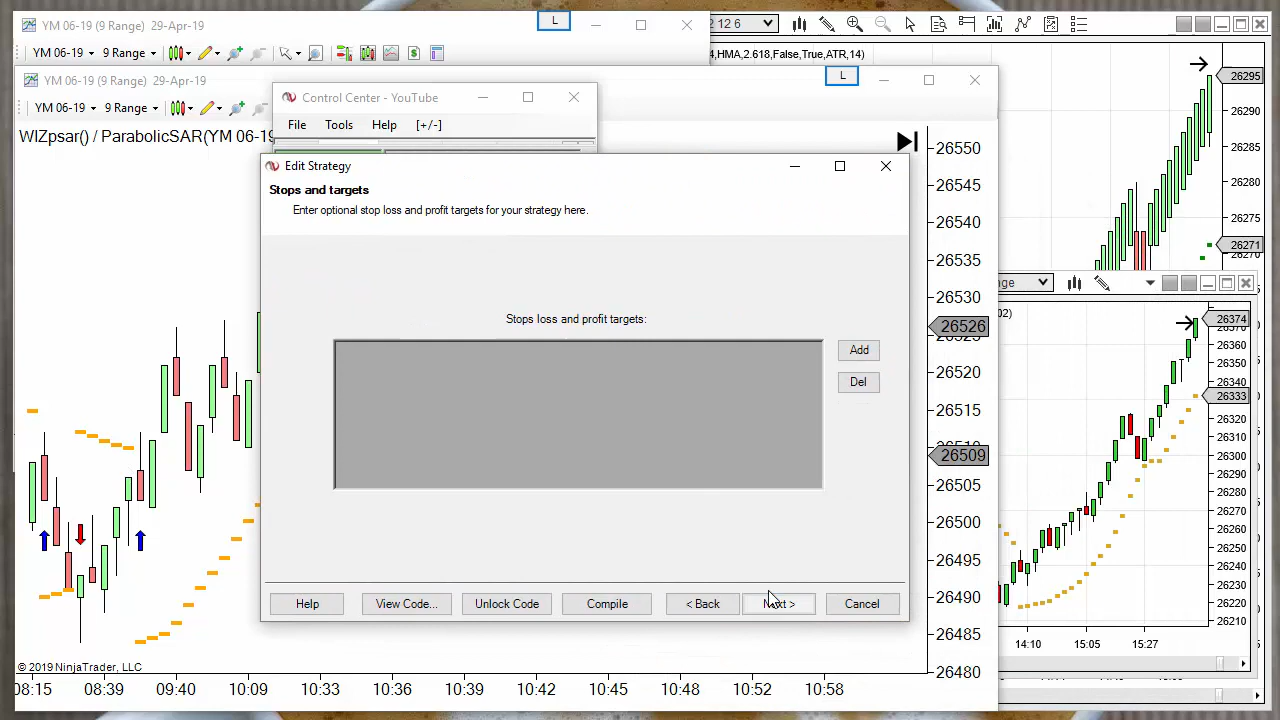 YM 06-19 (9 Range)  29-Apr-19
L
2 12 6
YM 06-19
9 Range
4,HMA,2.618,False,True,ATR,14)
YM 06-19 (9 Range)  29-Apr-19
L
26295
26290
26285
26280
26275
26271
26270
YM 06-19
9 Range
Control Center - YouTube
File
Tools
Help
[+/-]
WIZpsar() / ParabolicSAR(YM 06-19
Edit Strategy
Stops and targets
Enter optional stop loss and profit targets for your strategy here.
Stops loss and profit targets:
Add
Del
Help
View Code...
Unlock Code
Compile
< Back
Next >
Cancel
26550
26545
26540
26535
26530
26526
26520
26515
26509
26505
26500
26495
26490
26485
26480
nge
02)
26374
26360
26350
26340
26333
26320
26310
26300
26290
26280
26270
26260
26250
26240
26230
26220
26210
14:10
15:05
15:27
© 2019 NinjaTrader, LLC
08:15
08:39
09:40
10:09
10:33
10:36
10:39
10:42
10:45
10:48
10:52
10:58